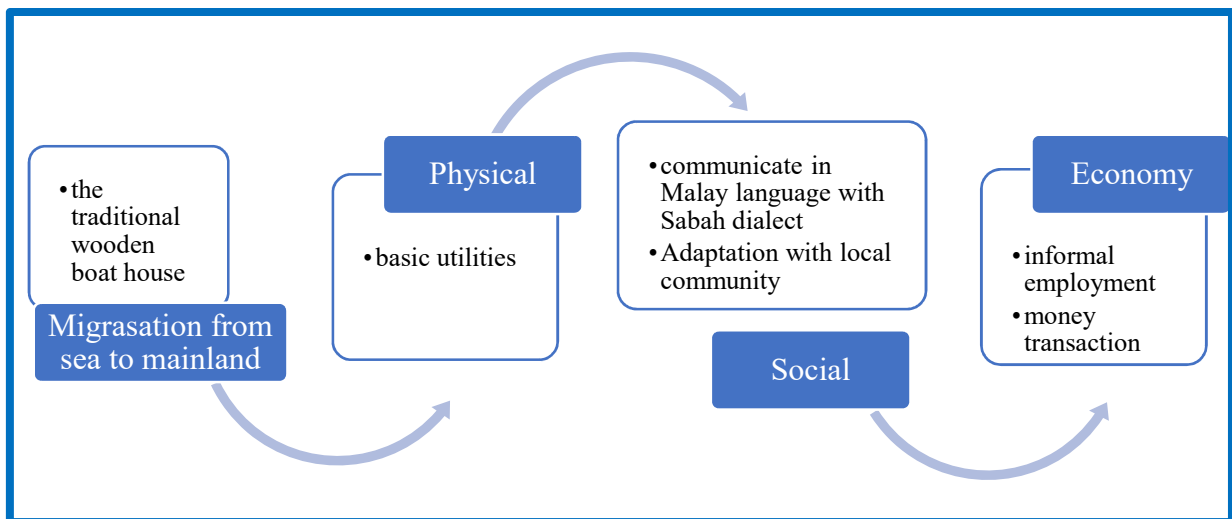 •the
traditional
wooden
boat house
Migrasation from
sea to mainland
Physical
•basic utilities
•communicate in
Malay language with
Sabah dialect
•Adaptation with local
community
Social
Economy
•informal
employment
•money
transaction